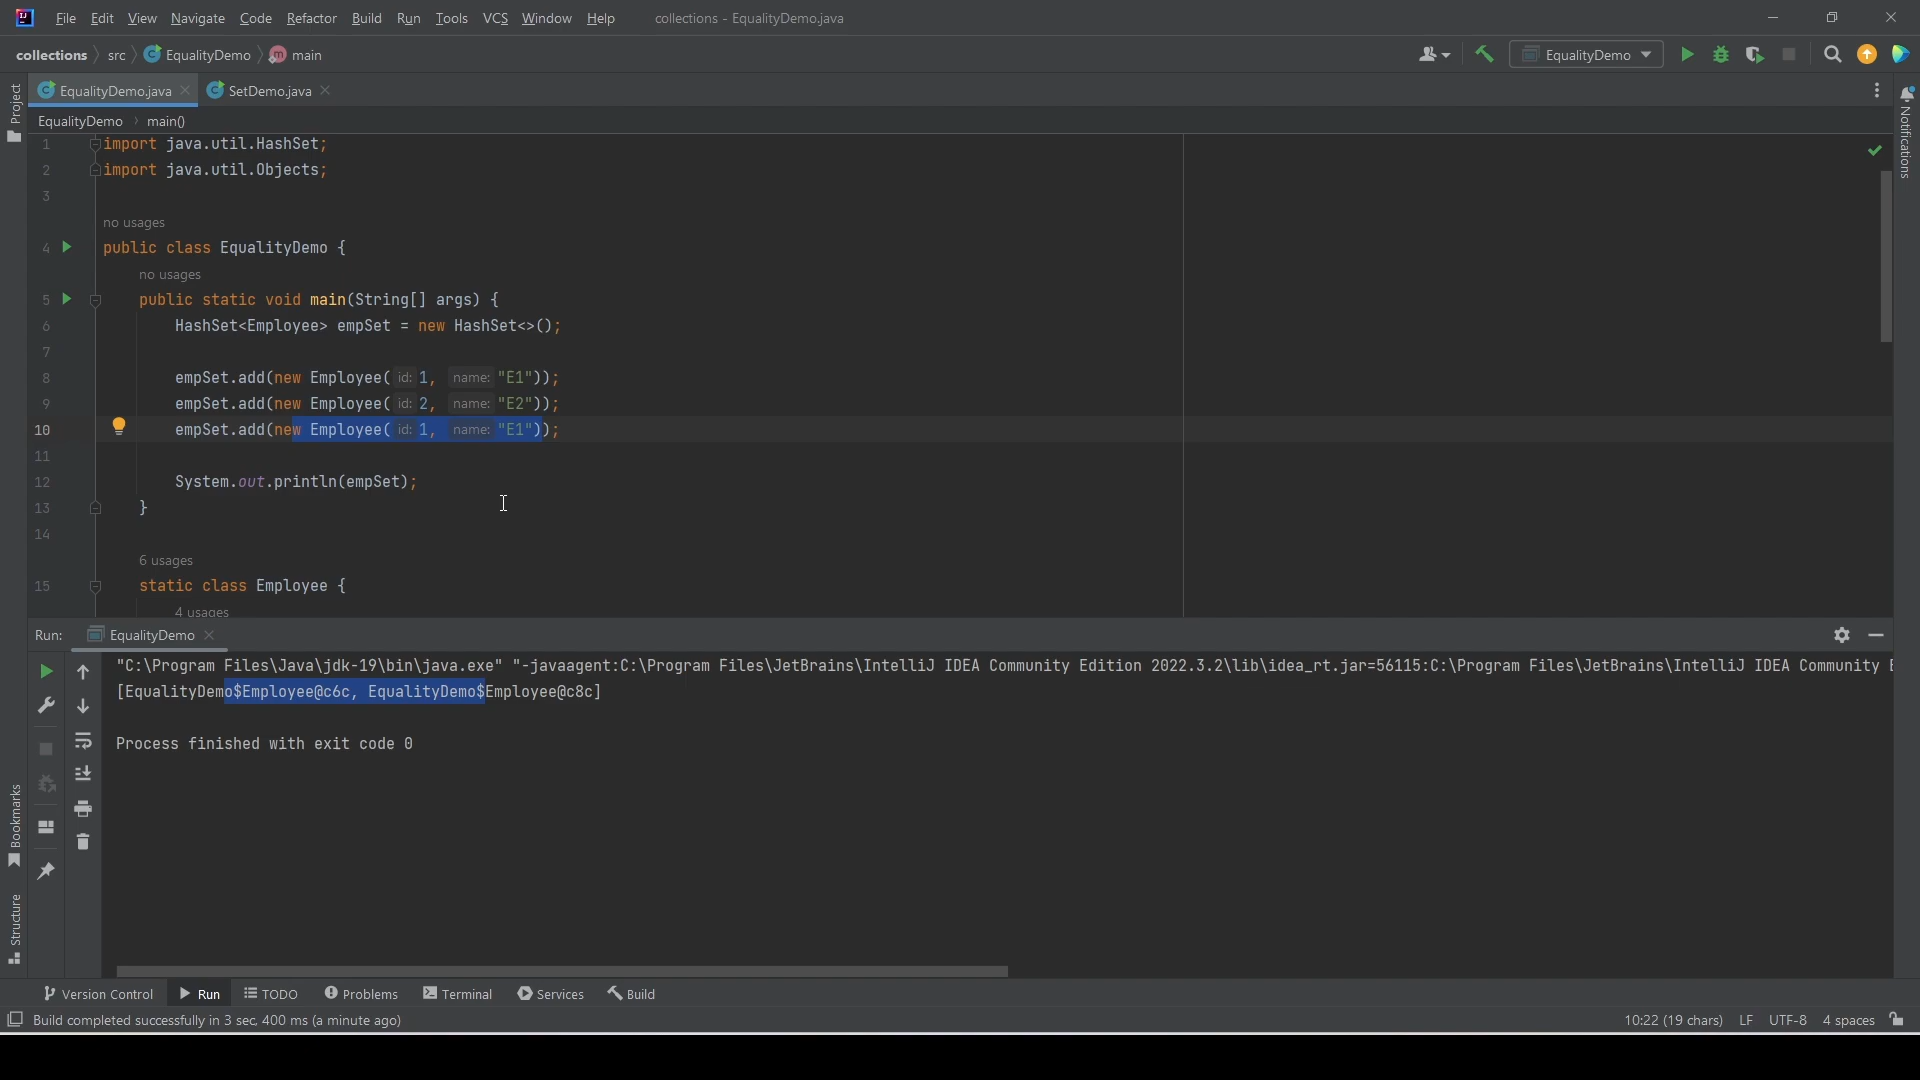 File Edit View Navigate Code Refactor Build Run Tools VCS Window Help collections - EqualityDemo.java
collections src EqualityDemo main EqualityDemo
Project
EqualityDemo.java SetDemo.java
Notifications
EqualityDemo main()
1 import java.util.HashSet;
2 import java.util.Objects;
3
no usages
4 public class EqualityDemo {
no usages
5 public static void main(String[] args) {
6 HashSet<Employee> empSet = new HashSet<>();
7
8 empSet.add(new Employee( id: 1, name: "E1"));
9 empSet.add(new Employee( id: 2, name: "E2"));
10 empSet.add(new Employee( id: 1, name: "E1"));
11
12 System.out.println(empSet);
13 }
14
6 usages
15 static class Employee {
4 usages
Run: EqualityDemo
"C:\Program Files\Java\jdk-19\bin\java.exe" "-javaagent:C:\Program Files\JetBrains\IntelliJ IDEA Community Edition 2022.3.2\lib\idea_rt.jar=56115:C:\Program Files\JetBrains\IntelliJ IDEA Community E
[EqualityDemo$Employee@c6c, EqualityDemo$Employee@c8c]
Process finished with exit code 0
Bookmarks
Structure
Version Control Run TODO Problems Terminal Services Build
Build completed successfully in 3 sec, 400 ms (a minute ago) 10:22 (19 chars) LF UTF-8 4 spaces